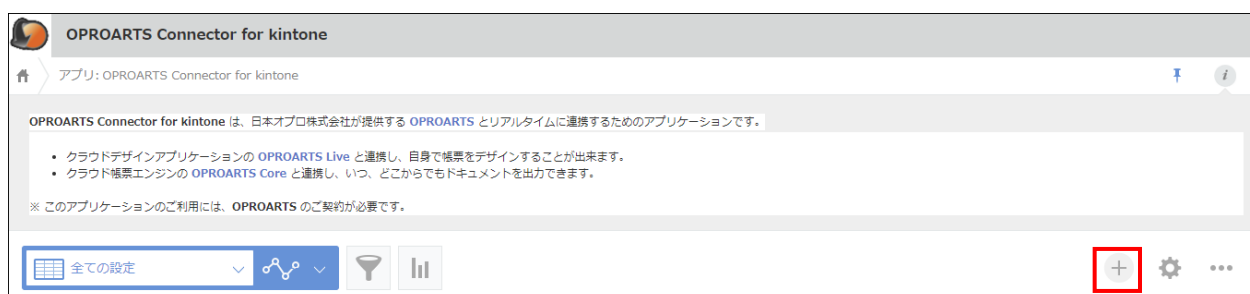 OPROARTS Connector for kintone
アプリ: OPROARTS Connector for kintone
OPROARTS Connector for kintone は、日本オプロ株式会社が提供する OPROARTS とリアルタイムに連携するためのアプリケーションです。
• クラウドデザインアプリケーションの OPROARTS Live と連携し、自身で帳票をデザインすることが出来ます。
• クラウド帳票エンジンの OPROARTS Core と連携し、いつ、どこからでもドキュメントを出力できます。
※ このアプリケーションのご利用には、OPROARTS のご契約が必要です。
全ての設定